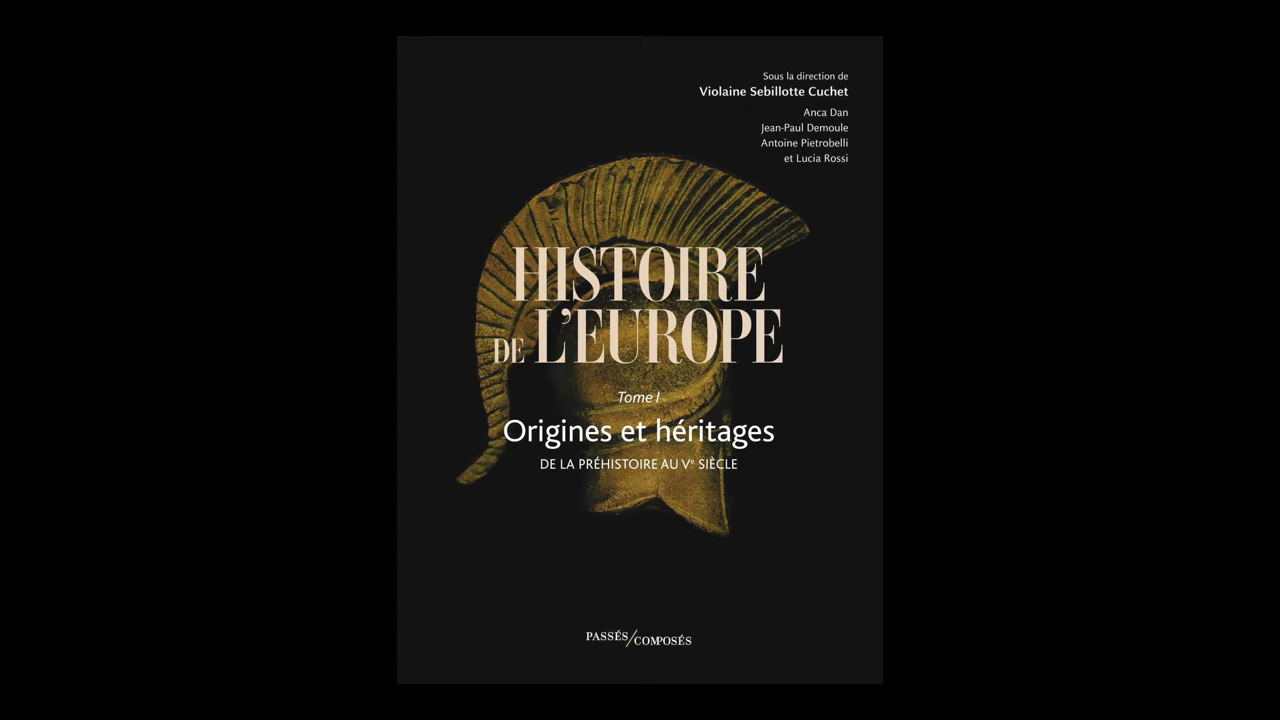 Sous la direction de
Violaine Sebillotte Cuchet
Anca Dan
Jean-Paul Demoule
Antoine Pietrobelli
et Lucia Rossi
HISTOIRE
DE L'EUROPE
Tome I
Origines et héritages
DE LA PRÉHISTOIRE AU Vᵉ SIÈCLE
PASSÉS/COMPOSÉS